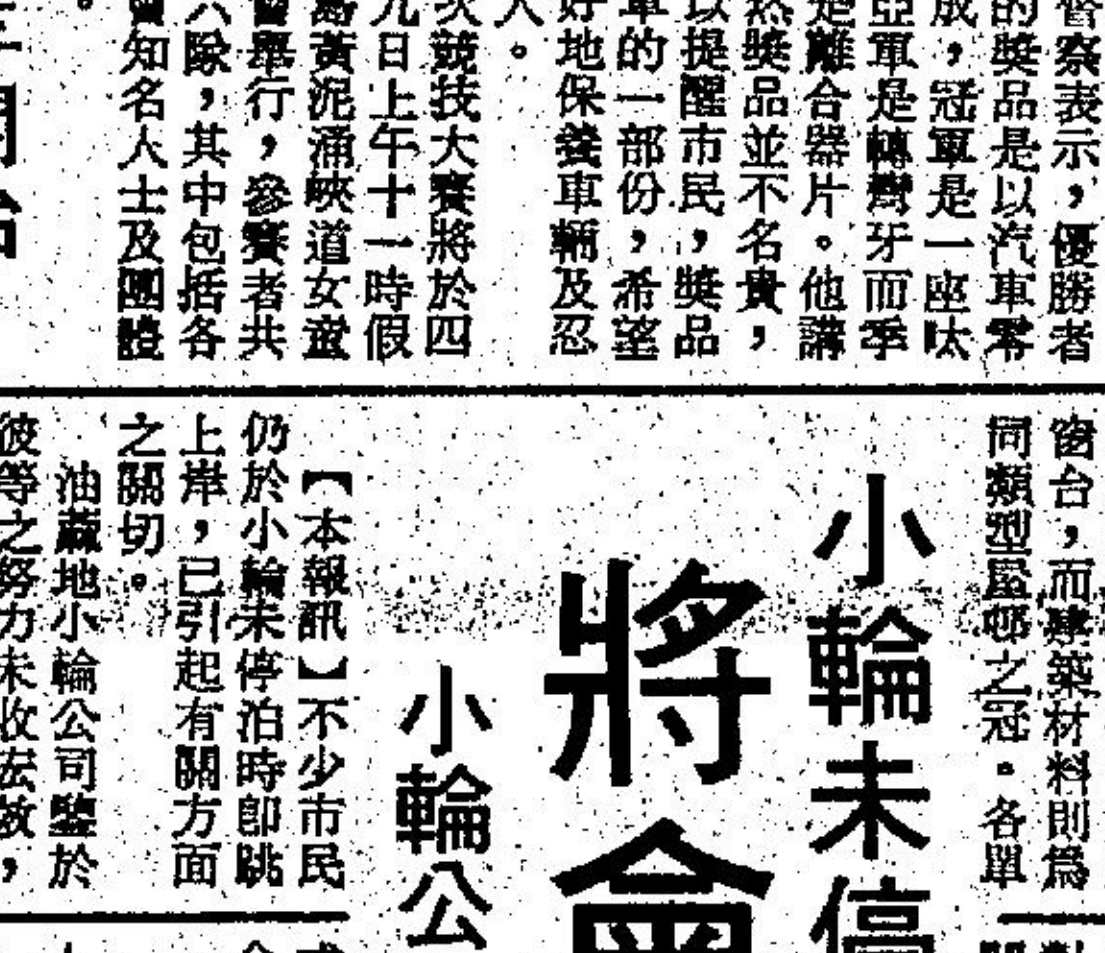 督察表示，優勝者
的獎品是以汽車零
成，冠軍是一座呔
亞軍是轉彎牙而季
是離合器片。他講
然獎品並不名貴，
以提醒市民，獎品
軍的一部份，希望
好地保養車輛及忍
人。
次競技大賽將於四
九日上午十一時假
島黃泥涌峽道女童
會舉行，參賽者共
六隊，其中包括各
會知名人士及團體
。
窗台，而建築材料則爲
同類型屋邨之冠。各單
小輪未停
將會
小輪公
【本報訊】不少市民
仍於小輪未停泊時卽跳
上岸，已引起有關方面
之關切。
油蔴地小輪公司鑒於
彼等之努力未收宏效，